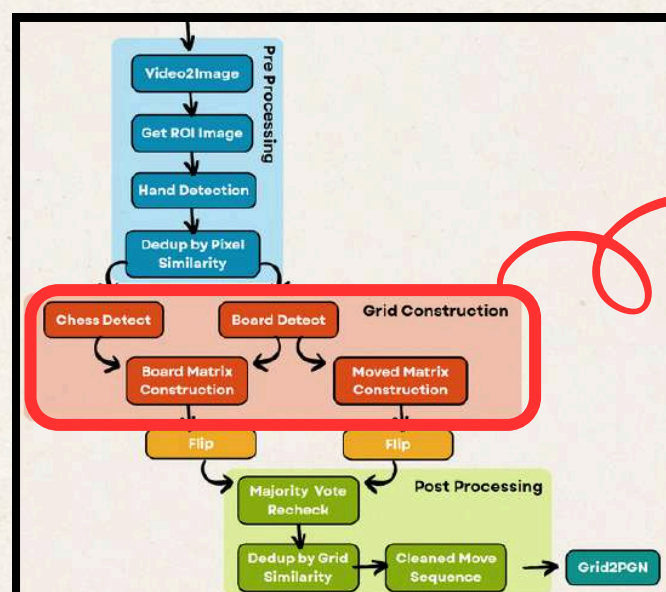 Pre Processing
Video2Image
Get ROI Image
Hand Detection
Dedup by Pixel
Similarity
Grid Construction
Chess Detect
Board Detect
Board Matrix
Construction
Moved Matrix
Construction
Flip
Flip
Post Processing
Majority Vote
Recheck
Dedup by Grid
Similarity
Cleaned Move
Sequence
Grid2PGN